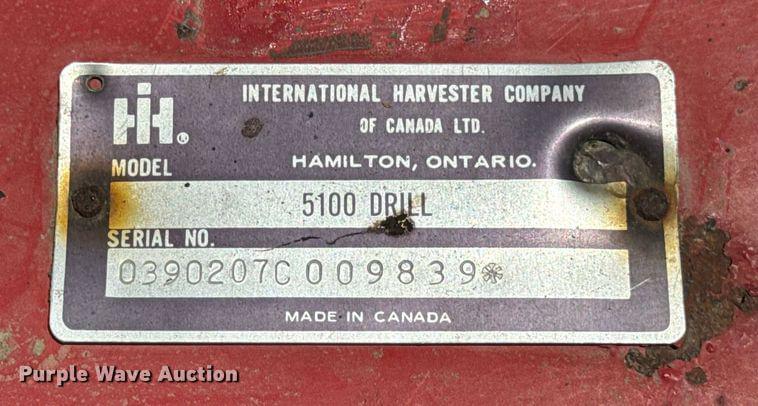 IH®
INTERNATIONAL HARVESTER COMPANY
OF CANADA LTD.
HAMILTON, ONTARIO.
MODEL
5100 DRILL
SERIAL NO.
0390207C009839*
MADE IN CANADA
Purple Wave Auction